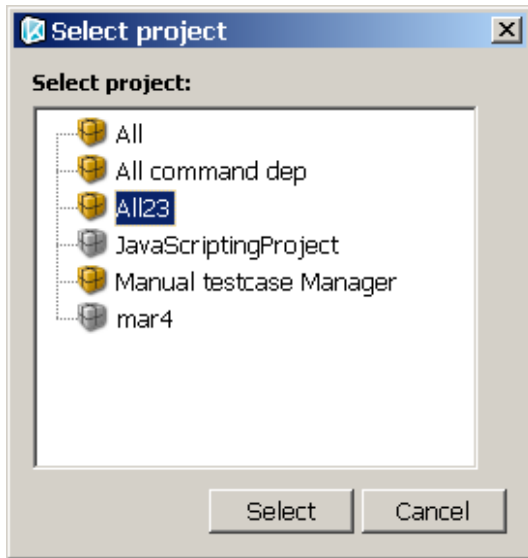 Select project
Select project:
All
All command dep
All23
JavaScriptingProject
Manual testcase Manager
mar4
Select Cancel